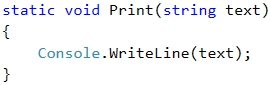 static void Print(string text)
{
    Console.WriteLine(text);
}